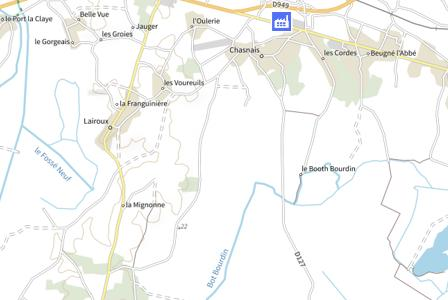 D949
le Port la Claye
Belle Vue
l'Oulerie
Jauger
les Groies
le Gorgeais
Chasnais
les Cordes
Beugné l'Abbé
les Voureuils
la Franguinière
Lairoux
le Fossé Neuf
le Booth Bourdin
la Mignonne
22
Bot Bourdin
D127